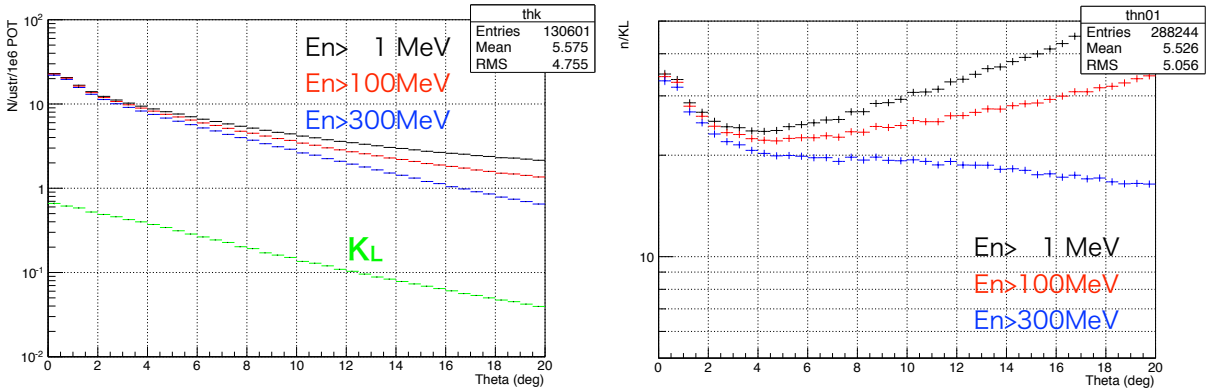 thk
Entries 130601
Mean 5.575
RMS 4.755
N/ustr/1e6 POT
10²
10
1
10⁻¹
10⁻²
En> 1 MeV
En>100MeV
En>300MeV
KL
0 2 4 6 8 10 12 14 16 18 20
Theta (deg)
thn01
Entries 288244
Mean 5.526
RMS 5.056
n/KL
20
10
En> 1 MeV
En>100MeV
En>300MeV
0 2 4 6 8 10 12 14 16 18 20
Theta (deg)